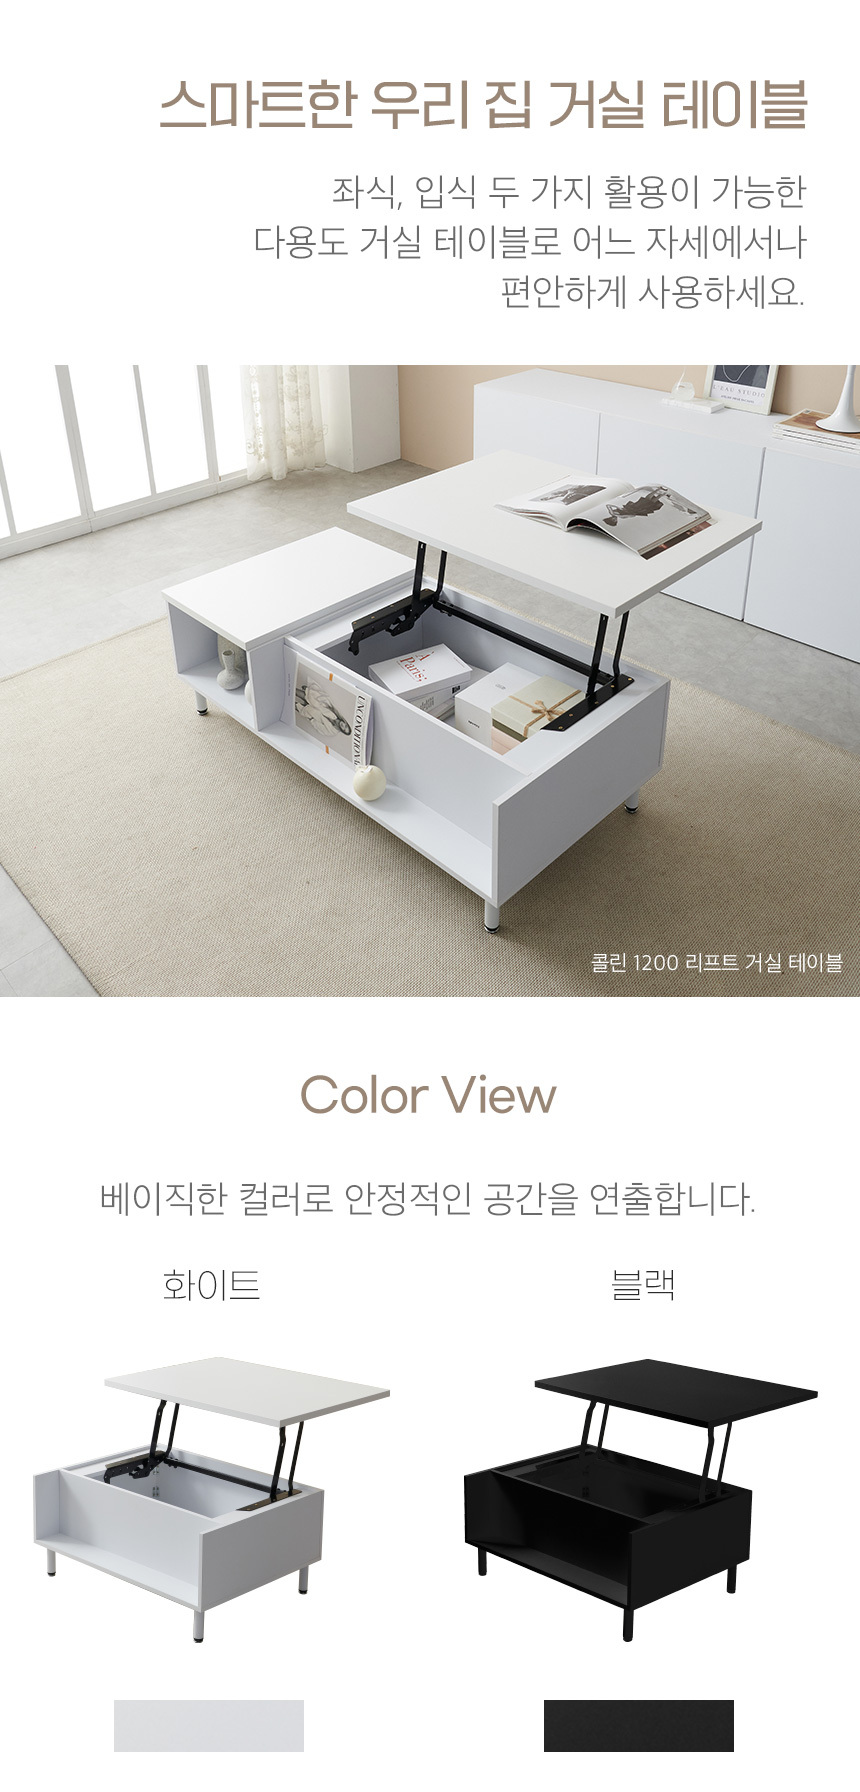 스마트한 우리 집 거실 테이블
좌식, 입식 두 가지 활용이 가능한
다용도 거실 테이블로 어느 자세에서나
편안하게 사용하세요.
L'EAU STUDIO
À
Paris;
UNCONDITIONAL
콜린 1200 리프트 거실 테이블
Color View
베이직한 컬러로 안정적인 공간을 연출합니다.
화이트
블랙